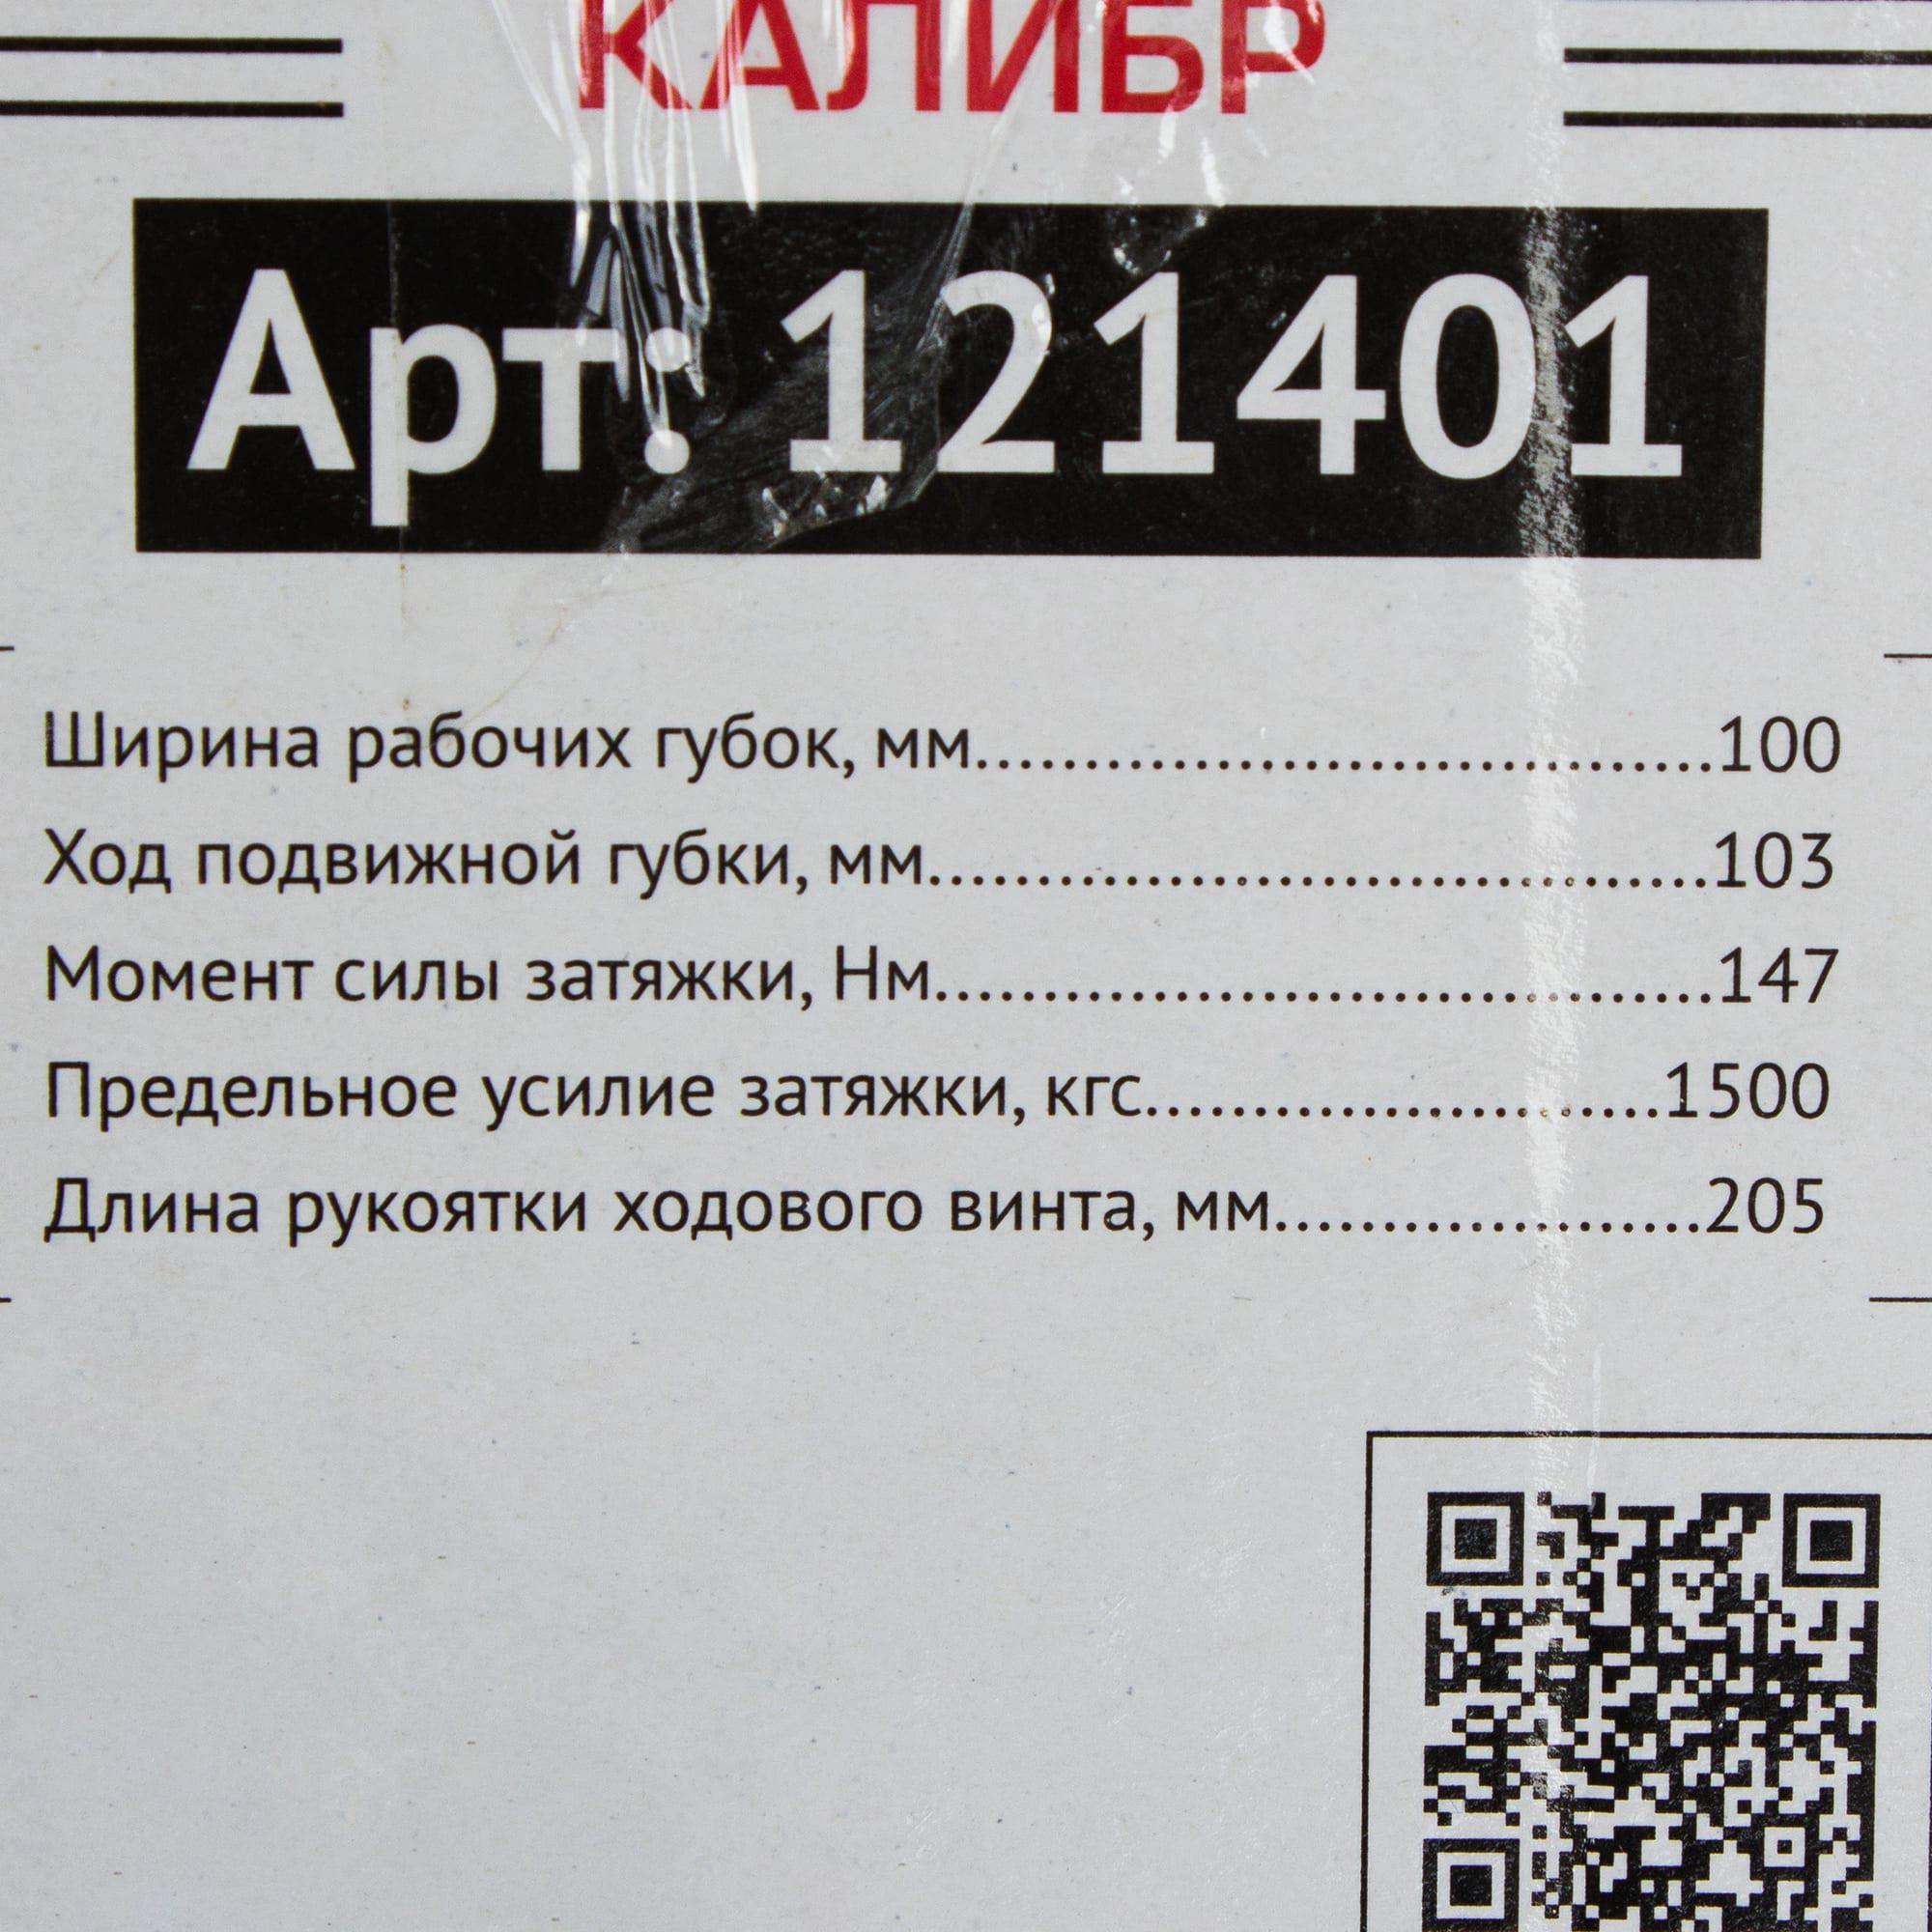 КАЛИБР
Арт: 121401
Ширина рабочих губок, мм..................................100
Ход подвижной губки, мм....................................103
Момент силы затяжки, Нм....................................147
Предельное усилие затяжки, кгс........................1500
Длина рукоятки ходового винта, мм....................205